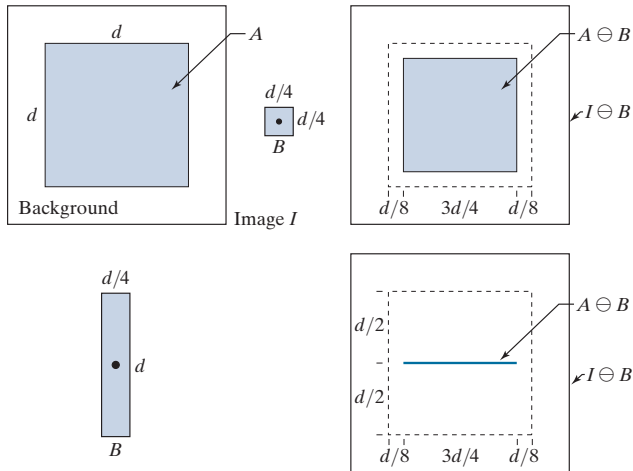 d
A
d
d/4
d/4
B
Background
Image I
A ⊖ B
I ⊖ B
d/8
3d/4
d/8
d/4
d
B
d/2
d/2
A ⊖ B
I ⊖ B
d/8
3d/4
d/8